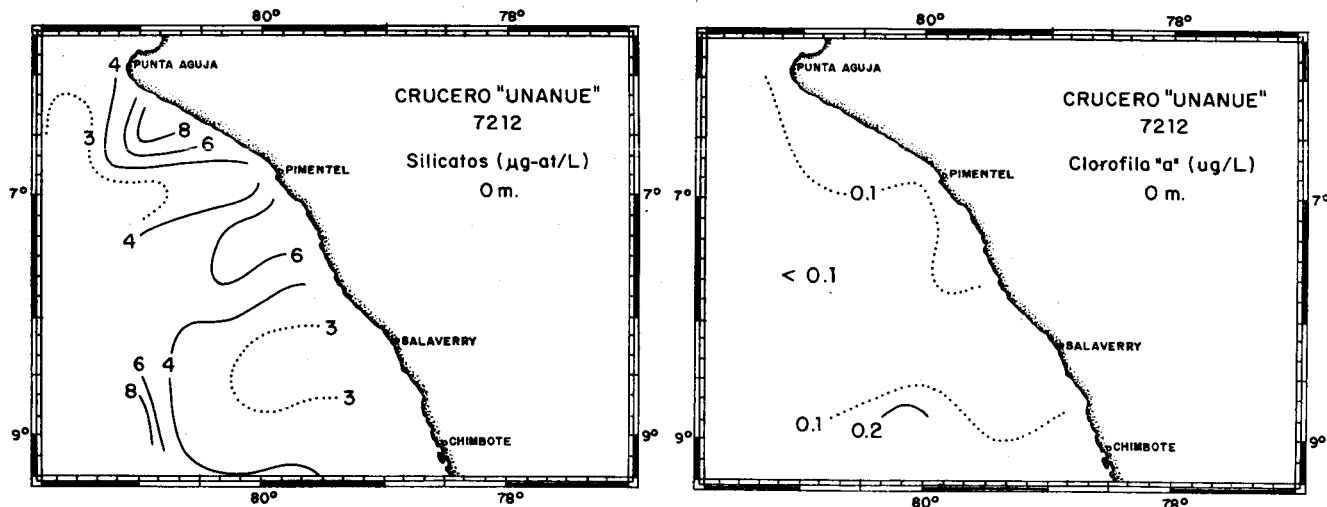 80° 78°
PUNTA AGUJA
4
CRUCERO "UNANUE"
7212
3
8
6
Silicatos (μg-at/L)
0 m.
PIMENTEL
7°
4
6
3
SALAVERRY
6 4
8
3
9°
CHIMBOTE
80° 78°
80° 78°
PUNTA AGUJA
CRUCERO "UNANUE"
7212
Clorofila "a" (ug/L)
0 m.
PIMENTEL
0.1
7° 7°
< 0.1
SALAVERRY
0.1
0.2
9° 9°
CHIMBOTE
80° 78°